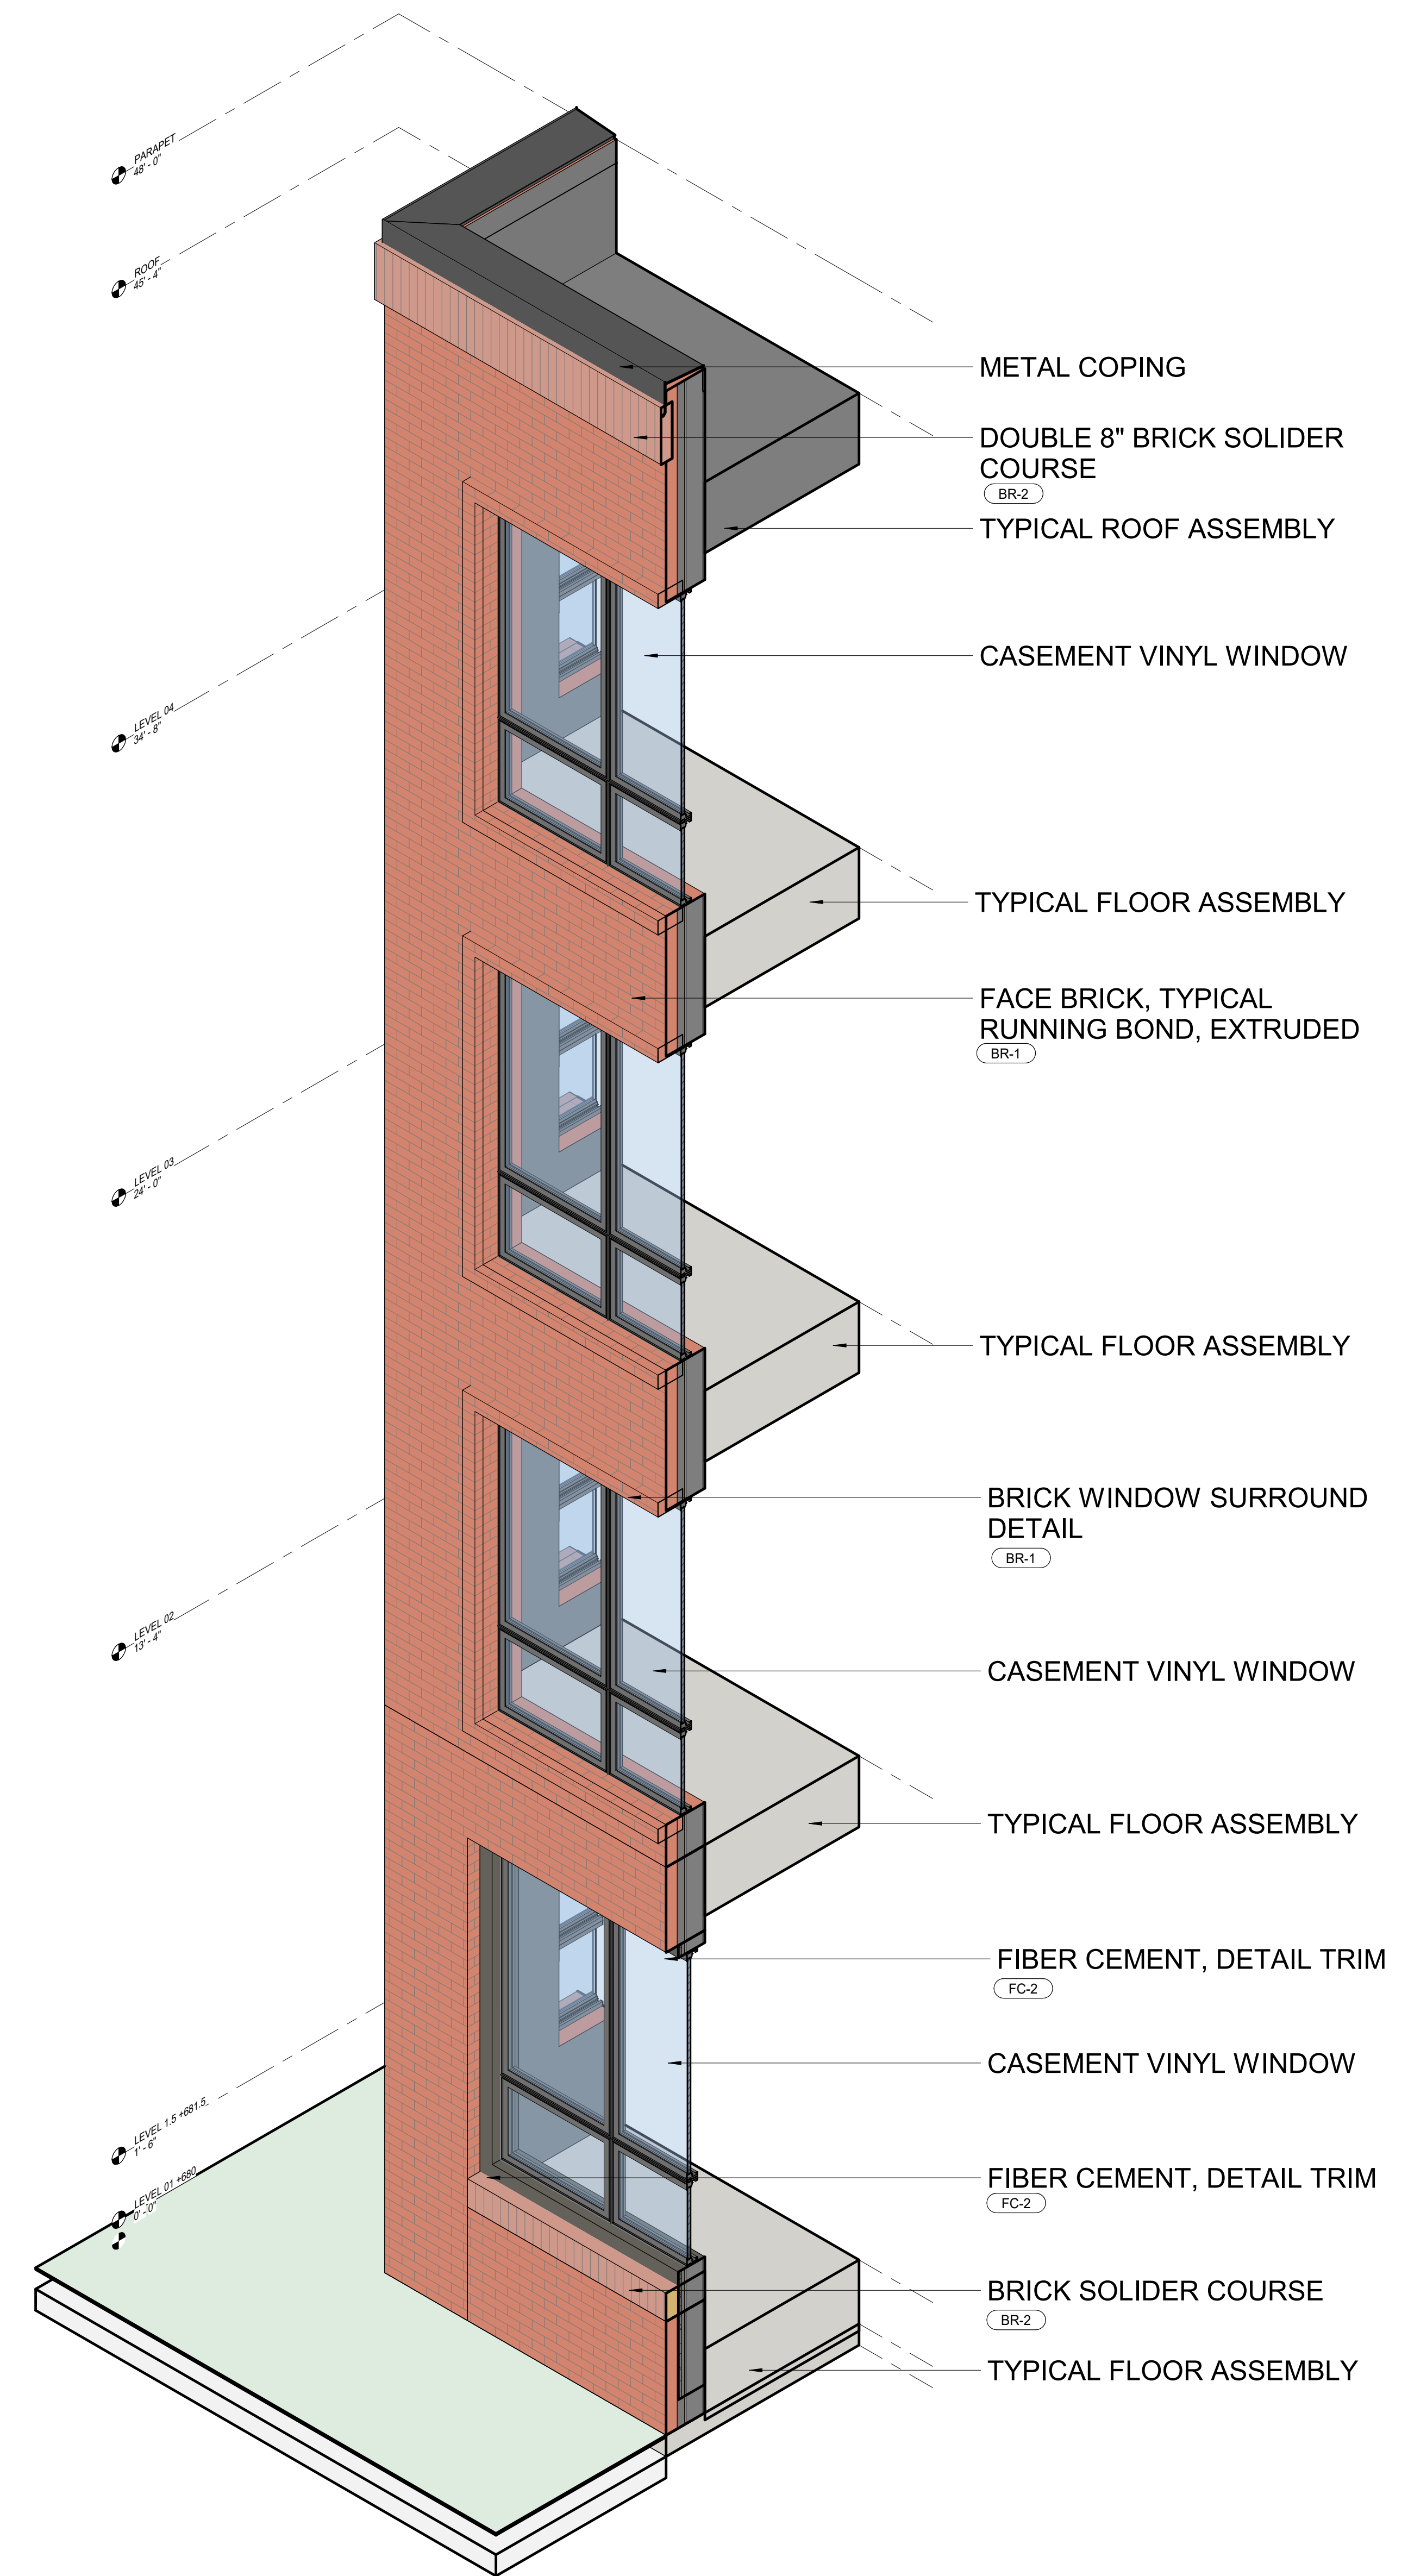 PARAPET
48' - 0"
ROOF
45' - 4"
METAL COPING
DOUBLE 8" BRICK SOLIDER
COURSE
BR-2
TYPICAL ROOF ASSEMBLY
CASEMENT VINYL WINDOW
LEVEL 04
34' - 8"
TYPICAL FLOOR ASSEMBLY
FACE BRICK, TYPICAL
RUNNING BOND, EXTRUDED
BR-1
LEVEL 03
24' - 0"
TYPICAL FLOOR ASSEMBLY
BRICK WINDOW SURROUND
DETAIL
BR-1
LEVEL 02
13' - 4"
CASEMENT VINYL WINDOW
TYPICAL FLOOR ASSEMBLY
FIBER CEMENT, DETAIL TRIM
FC-2
CASEMENT VINYL WINDOW
LEVEL 1.5 +681.5
1' - 6"
FIBER CEMENT, DETAIL TRIM
FC-2
LEVEL 01 +680
0' - 0"
BRICK SOLIDER COURSE
BR-2
TYPICAL FLOOR ASSEMBLY